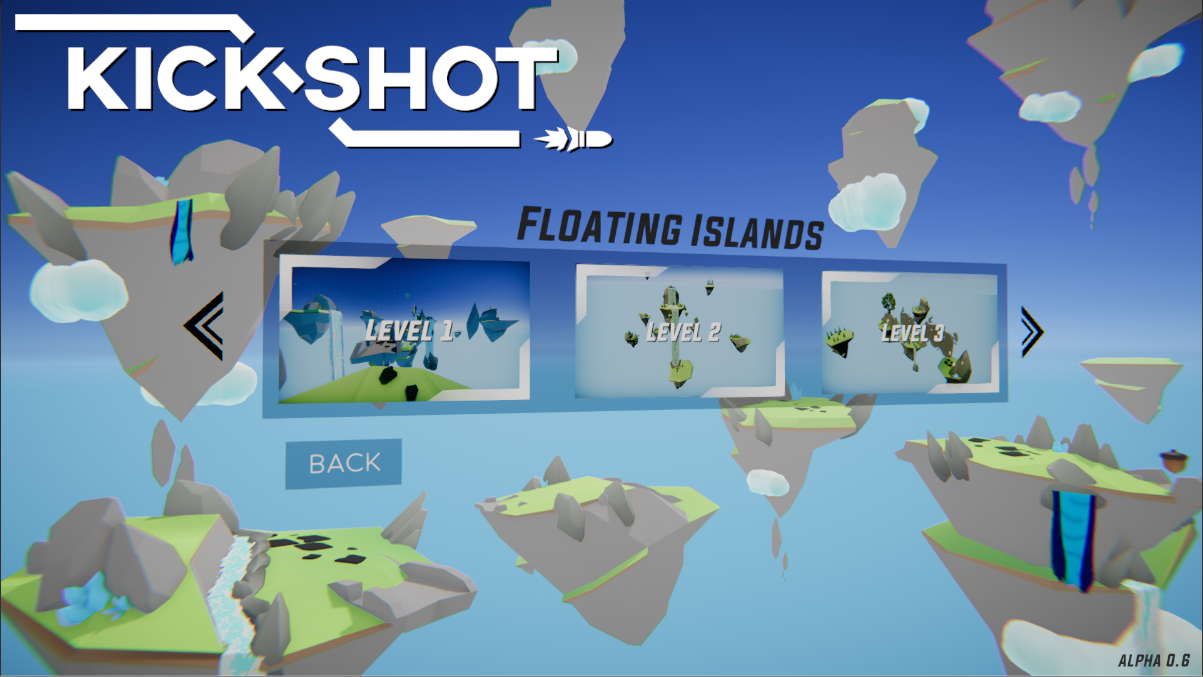 KICK-SHOT
FLOATING ISLANDS
LEVEL 1
LEVEL 2
LEVEL 3
BACK
ALPHA 0.6